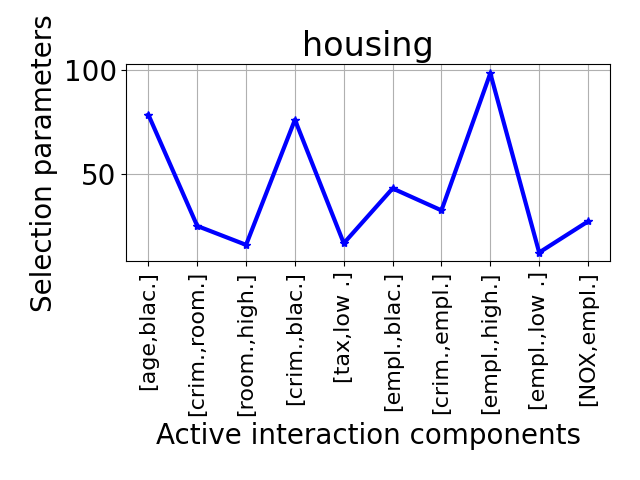 housing
Selection parameters
100
50
[age,blac.]
[crim.,room.]
[room.,high.]
[crim.,blac.]
[tax,low .]
[empl.,blac.]
[crim.,empl.]
[empl.,high.]
[empl.,low .]
[NOX,empl.]
Active interaction components